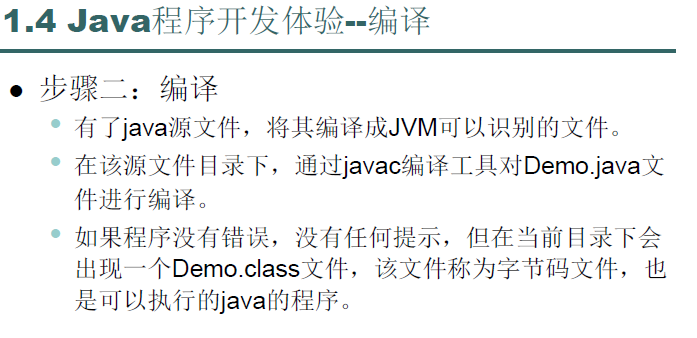 1.4 Java程序开发体验--编译
● 步骤二：编译
• 有了java源文件，将其编译成JVM可以识别的文件。
• 在该源文件目录下，通过javac编译工具对Demo.java文
件进行编译。
• 如果程序没有错误，没有任何提示，但在当前目录下会
出现一个Demo.class文件，该文件称为字节码文件，也
是可以执行的java的程序。